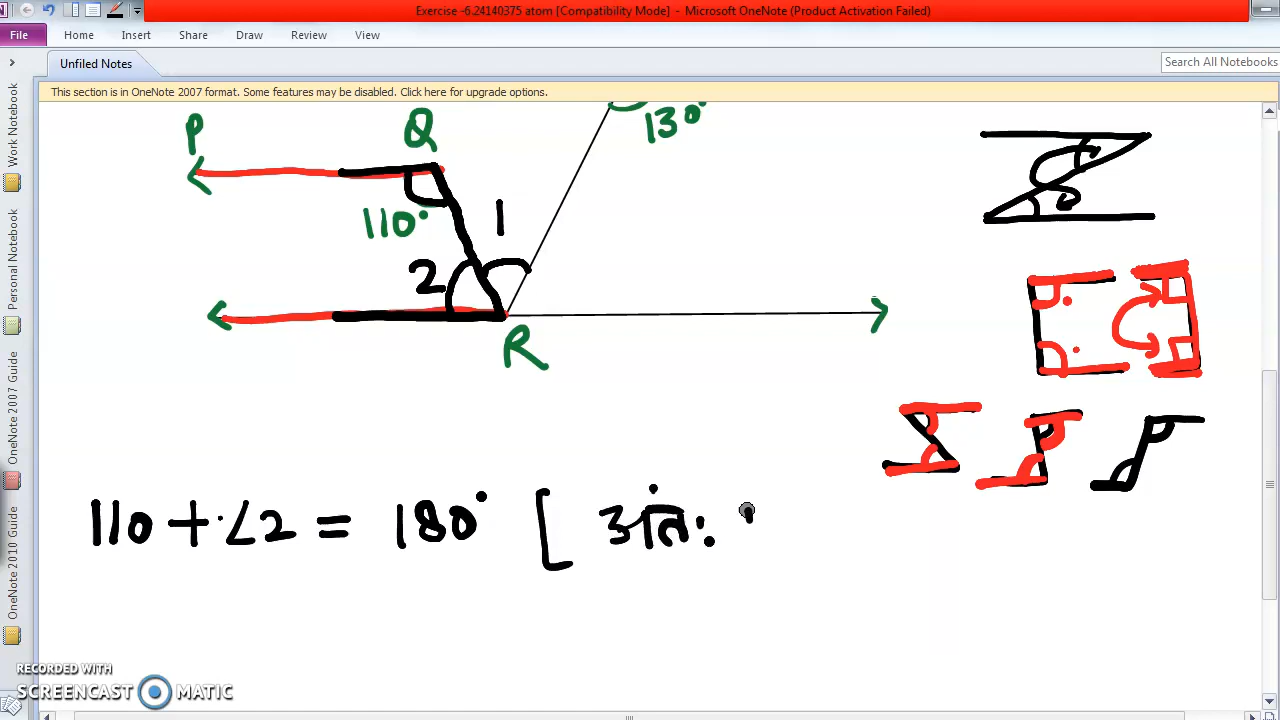 Exercise -6.24140375 atom [Compatibility Mode] - Microsoft OneNote (Product Activation Failed)
File Home Insert Share Draw Review View
Unfiled Notes
Search All Notebooks
This section is in OneNote 2007 format. Some features may be disabled. Click here for upgrade options.
Work Notebook
Personal Notebook
OneNote 2007 Guide
OneNote 2010 Guide
130°
P
Q
110°
1
2
R
110 + ∠2 = 180° [ अंतः
RECORDED WITH
SCREENCAST MATIC